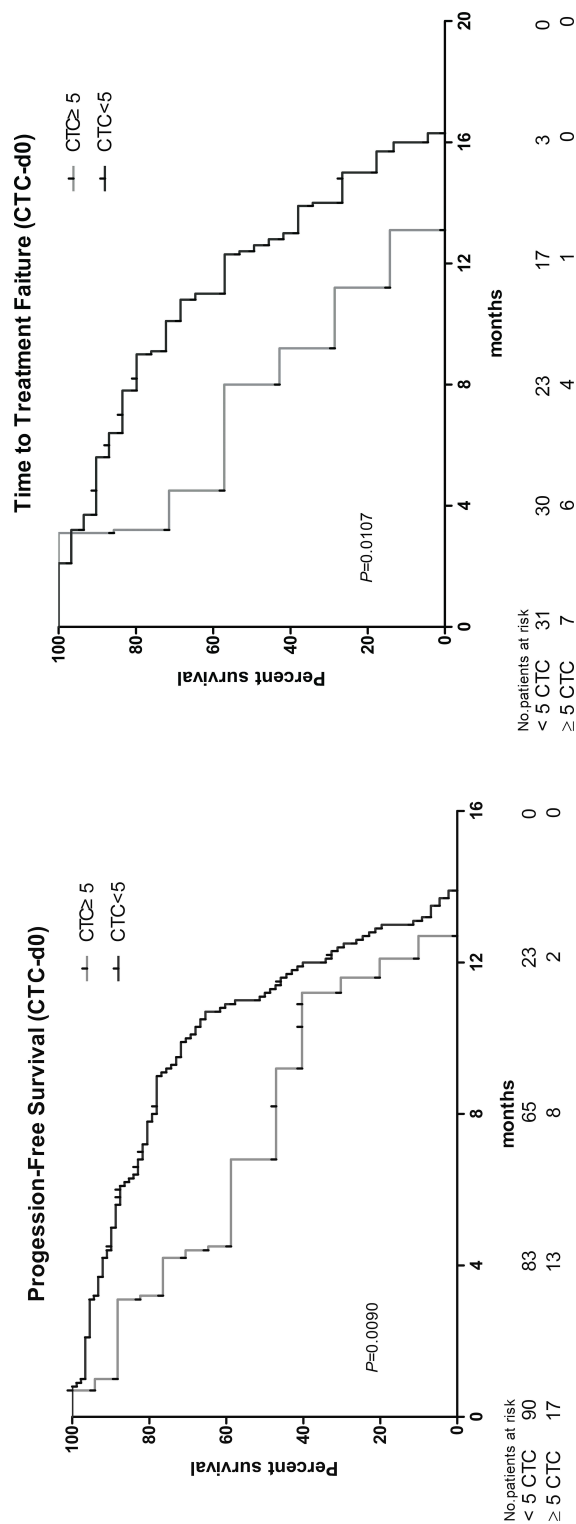 Progession-Free Survival (CTC-d0)
CTC≥ 5
CTC<5
Percent survival
100
80
60
40
20
0
P=0.0090
0 4 8 12 16
months
No.patients at risk
< 5 CTC 90 83 65 23 0
≥ 5 CTC 17 13 8 2 0
Time to Treatment Faiture (CTC-d0)
CTC≥ 5
CTC<5
Percent survival
100
80
60
40
20
0
P=0.0107
0 4 8 12 16 20
months
No.patients at risk
< 5 CTC 31 30 23 17 3 0
≥ 5 CTC 7 6 4 1 0 0